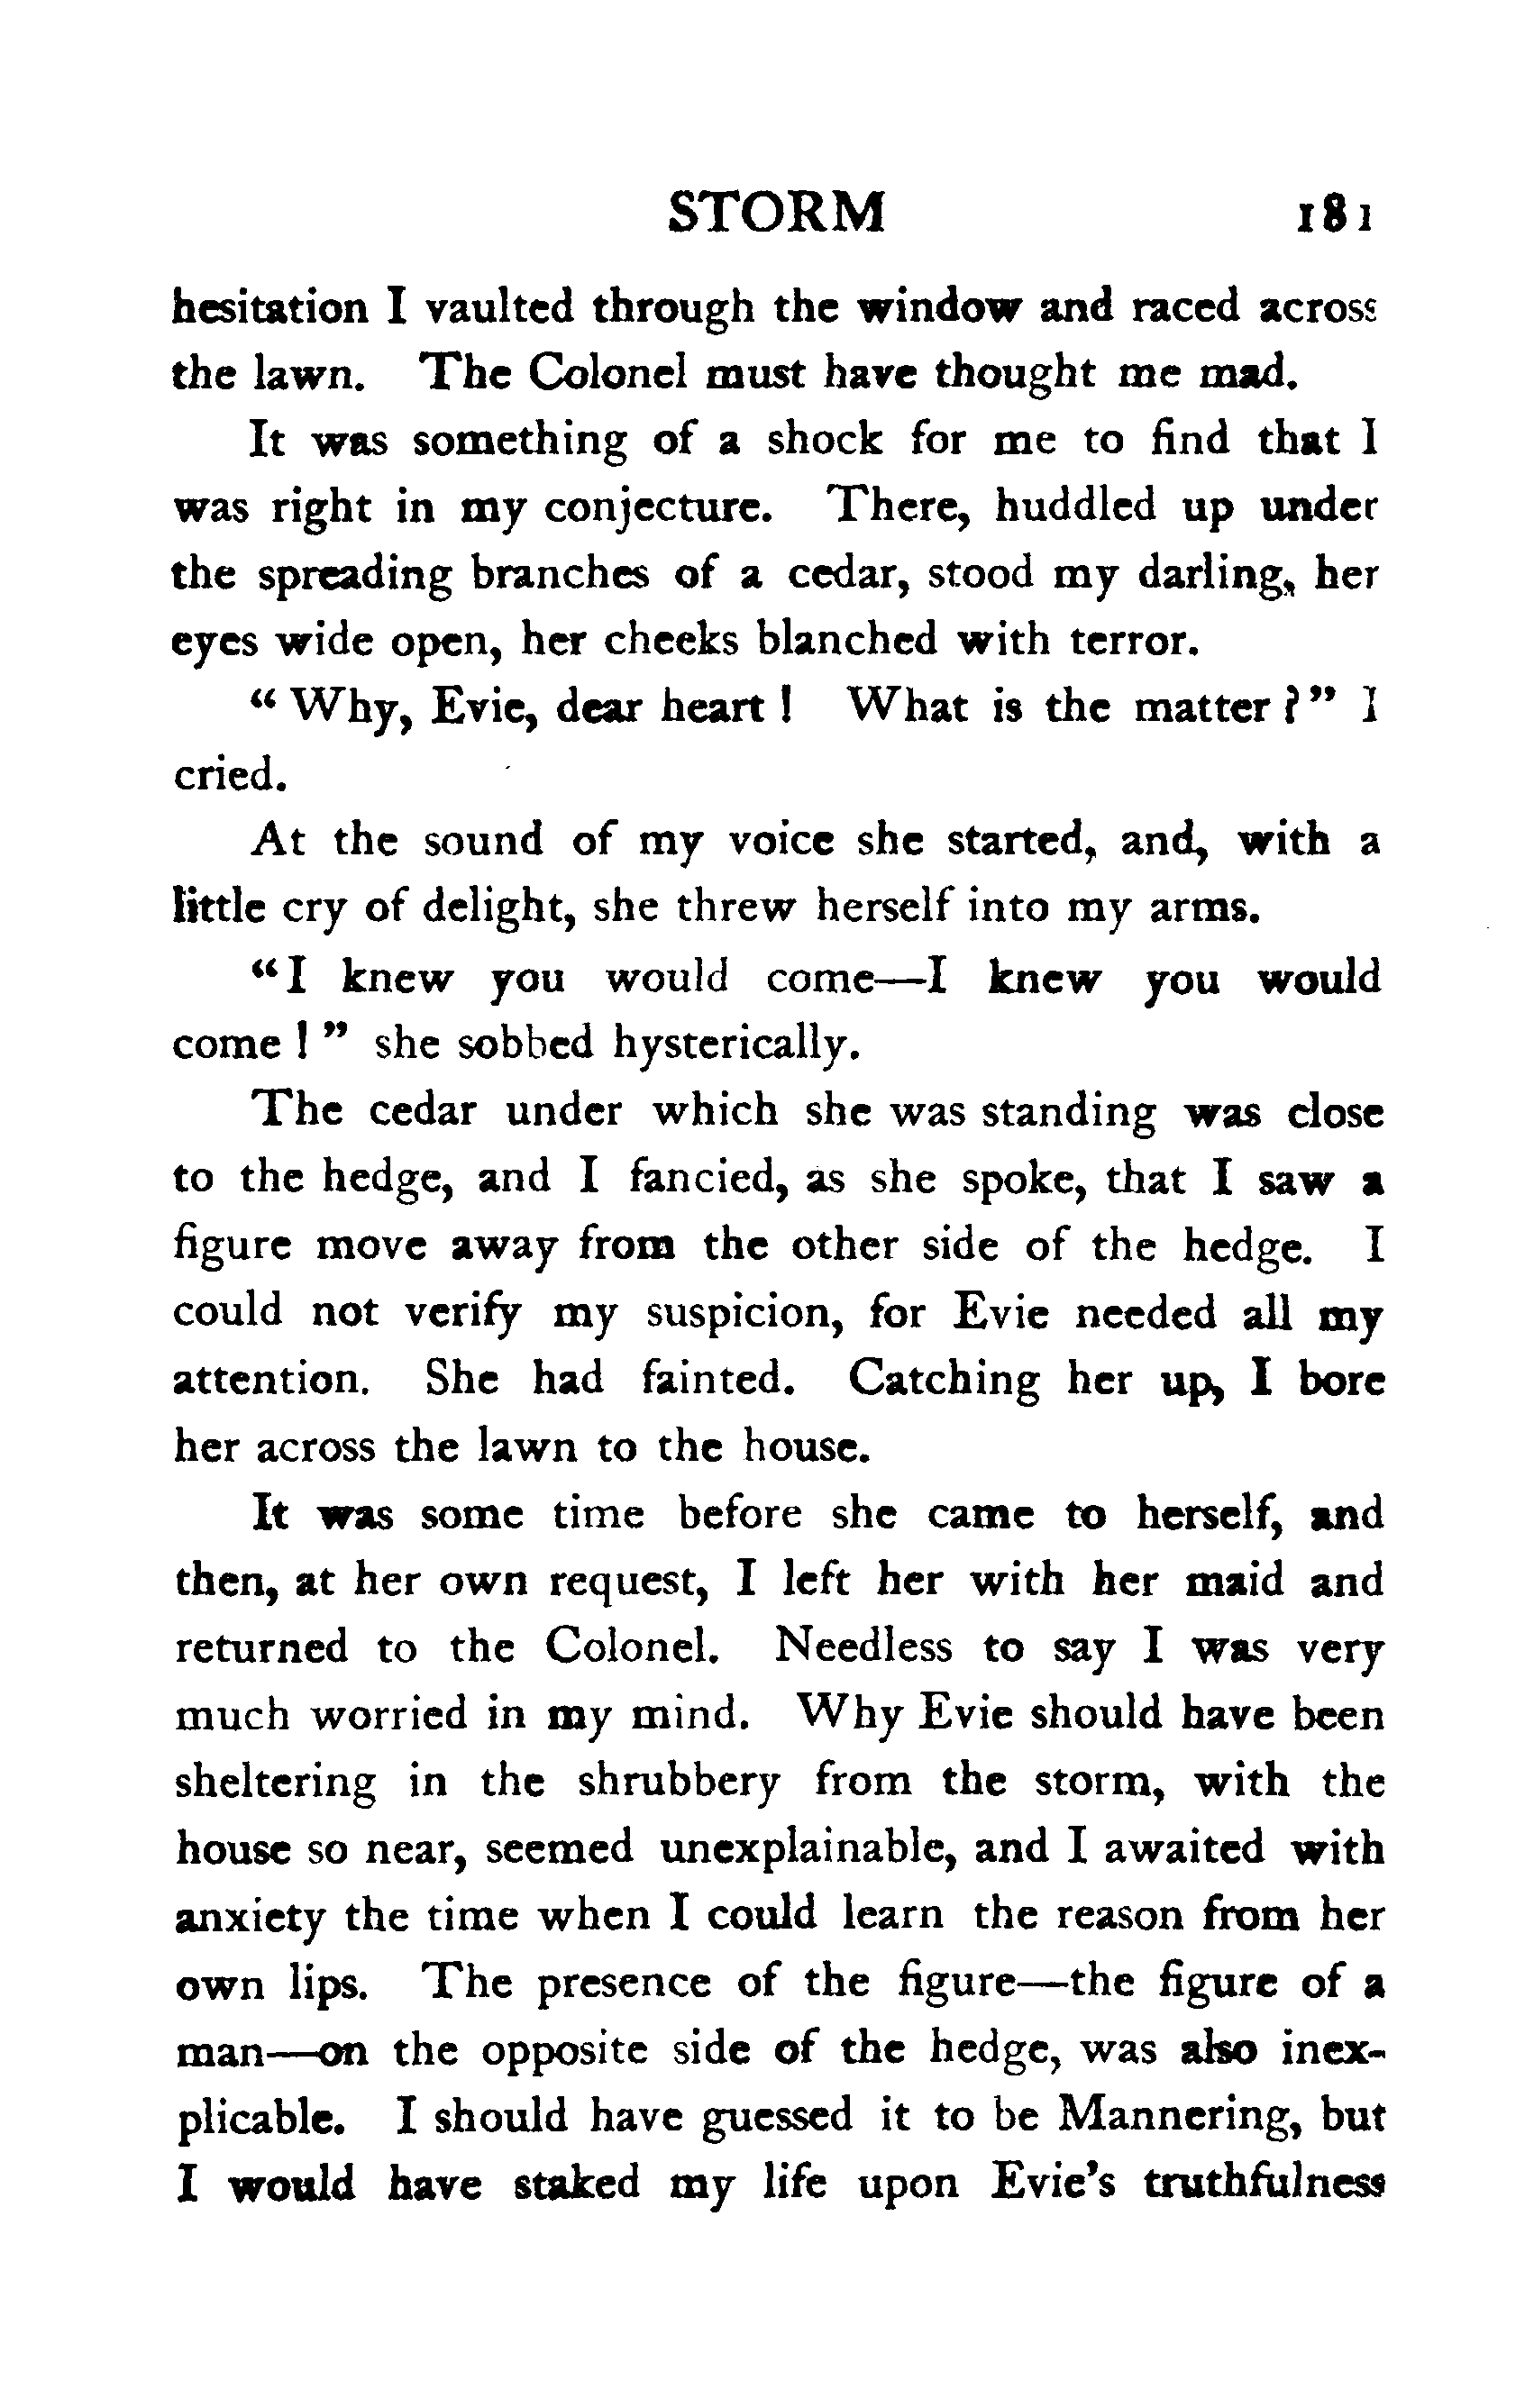 STORM 181
hesitation I vaulted through the window and raced across
the lawn. The Colonel must have thought me mad.
It was something of a shock for me to find that I
was right in my conjecture. There, huddled up under
the spreading branches of a cedar, stood my darling, her
eyes wide open, her cheeks blanched with terror.
“ Why, Evie, dear heart ! What is the matter ? ” I
cried.
At the sound of my voice she started, and, with a
little cry of delight, she threw herself into my arms.
“ I knew you would come—I knew you would
come ! ” she sobbed hysterically.
The cedar under which she was standing was close
to the hedge, and I fancied, as she spoke, that I saw a
figure move away from the other side of the hedge. I
could not verify my suspicion, for Evie needed all my
attention. She had fainted. Catching her up, I bore
her across the lawn to the house.
It was some time before she came to herself, and
then, at her own request, I left her with her maid and
returned to the Colonel. Needless to say I was very
much worried in my mind. Why Evie should have been
sheltering in the shrubbery from the storm, with the
house so near, seemed unexplainable, and I awaited with
anxiety the time when I could learn the reason from her
own lips. The presence of the figure—the figure of a
man—on the opposite side of the hedge, was also inex-
plicable. I should have guessed it to be Mannering, but
I would have staked my life upon Evie’s truthfulness